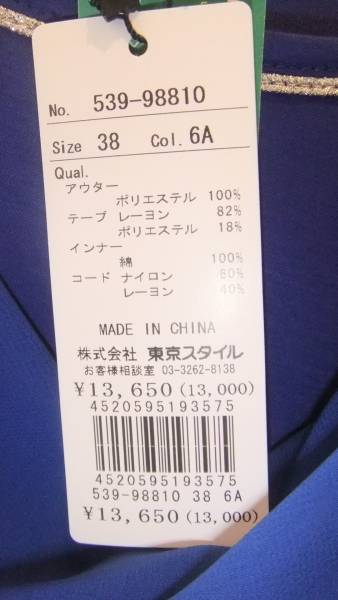 No. 539-98810
Size 38 Col. 6A
Qual.
アウター
ポリエステル 100%
テープ レーヨン 82%
ポリエステル 18%
インナー
綿 100%
コード ナイロン 60%
レーヨン 40%
MADE IN CHINA
株式会社 東京スタイル
お客様相談室 03-3262-8138
¥13,650(13,000)
4520595193575
4520595193575
539-98810 38 6A
¥13,650(13,000)